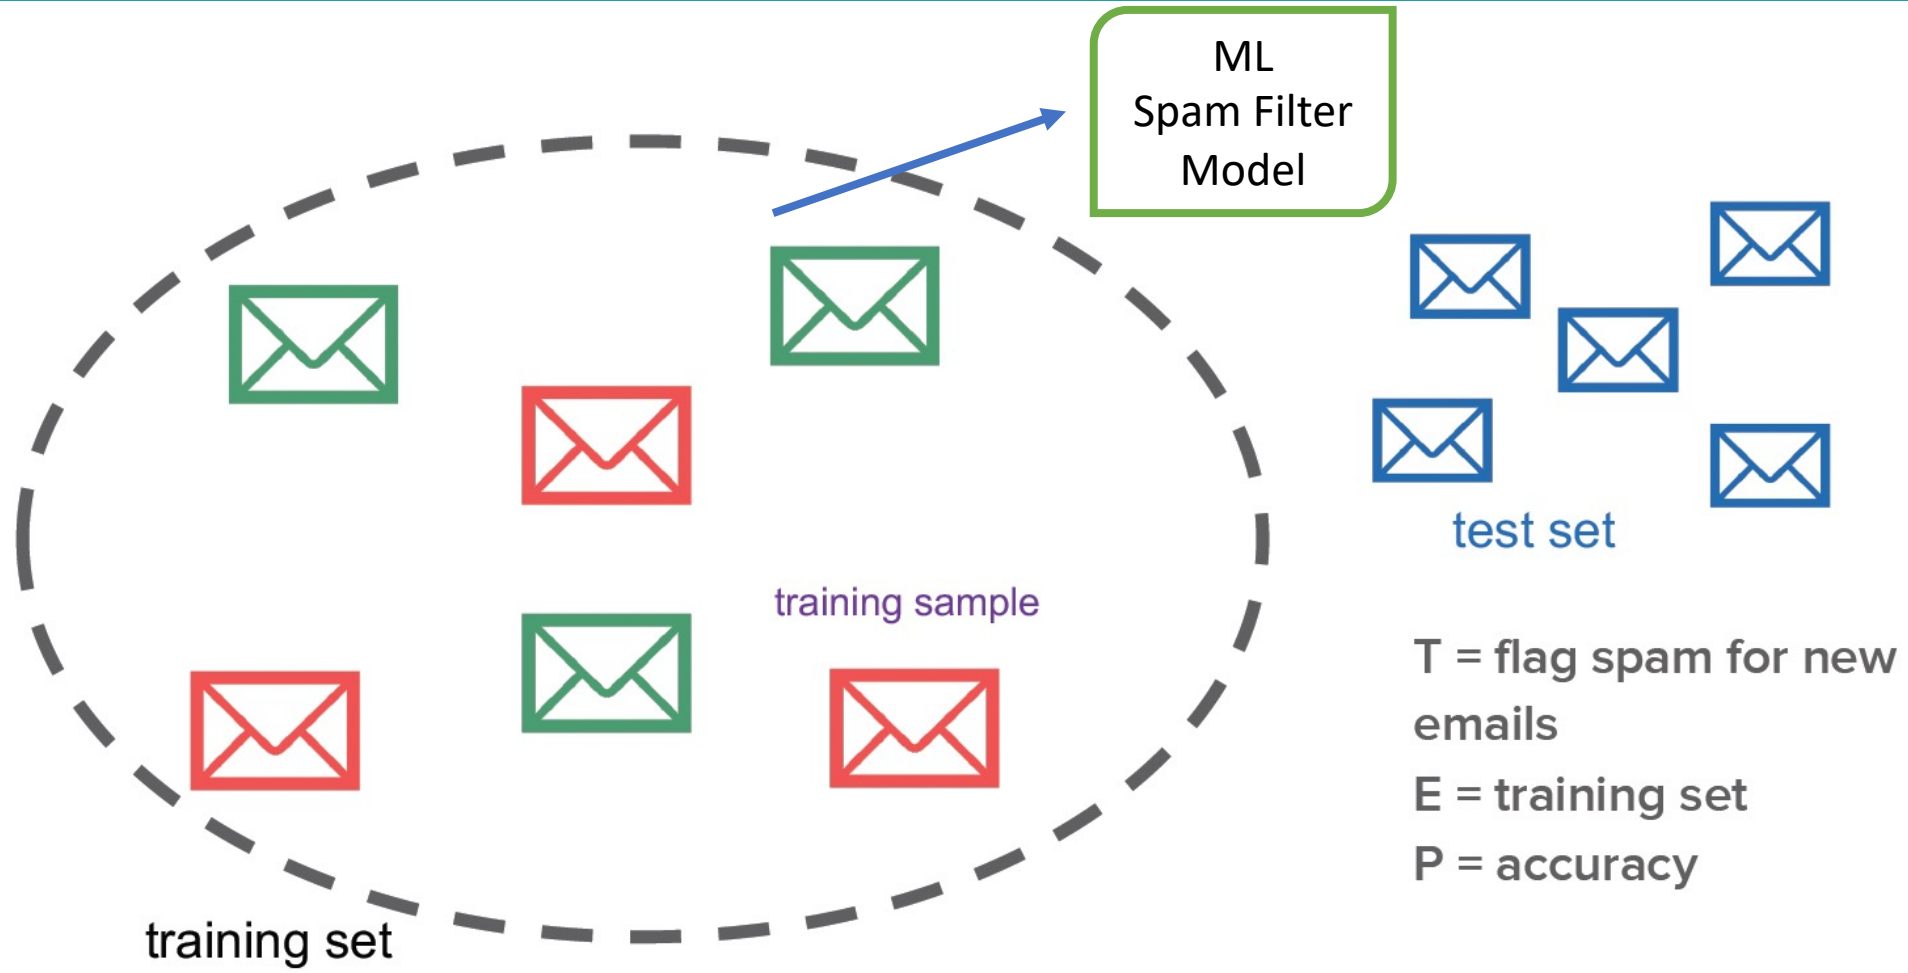 ML
Spam Filter
Model
training sample
training set
test set
T = flag spam for new
emails
E = training set
P = accuracy